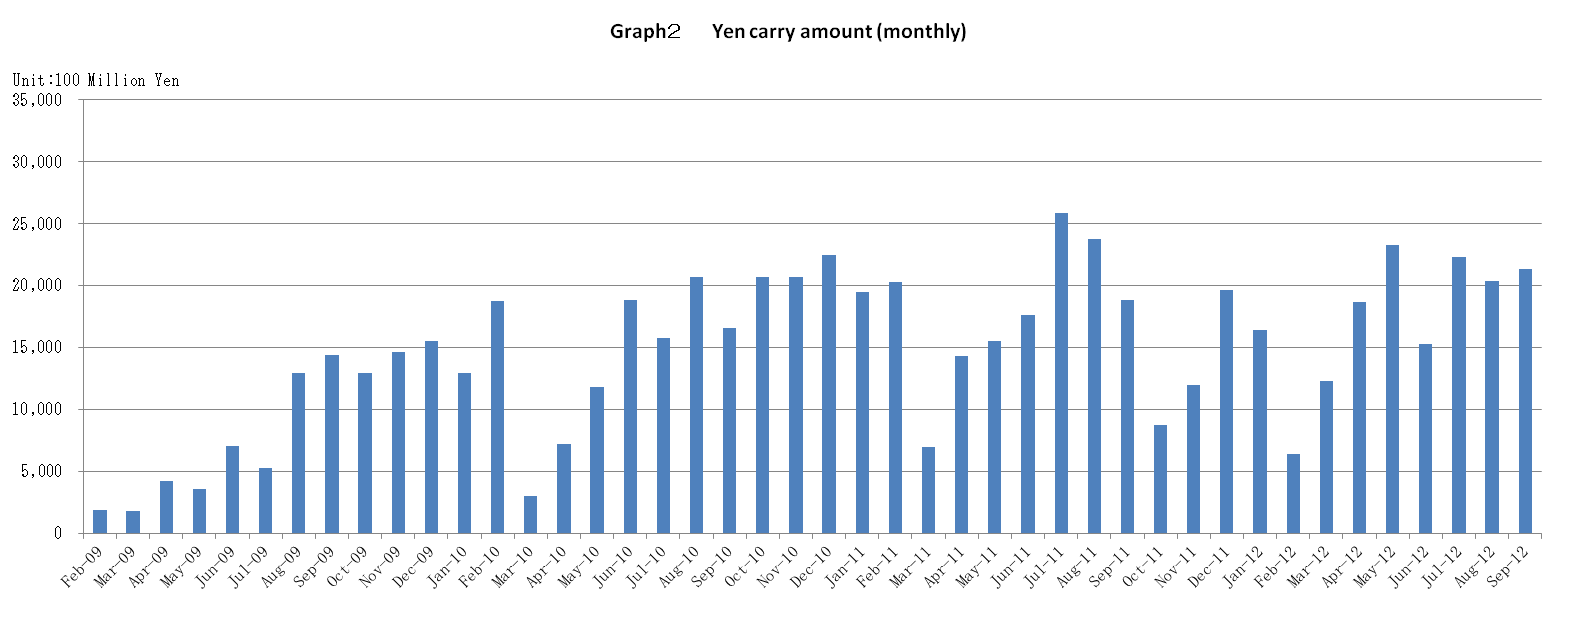 Graph２ Yen carry amount (monthly)
Unit:100 Million Yen
35,000
30,000
25,000
20,000
15,000
10,000
5,000
0
Feb-09 Mar-09 Apr-09 May-09 Jun-09 Jul-09 Aug-09 Sep-09 Oct-09 Nov-09 Dec-09 Jan-10 Feb-10 Mar-10 Apr-10 May-10 Jun-10 Jul-10 Aug-10 Sep-10 Oct-10 Nov-10 Dec-10 Jan-11 Feb-11 Mar-11 Apr-11 May-11 Jun-11 Jul-11 Aug-11 Sep-11 Oct-11 Nov-11 Dec-11 Jan-12 Feb-12 Mar-12 Apr-12 May-12 Jun-12 Jul-12 Aug-12 Sep-12